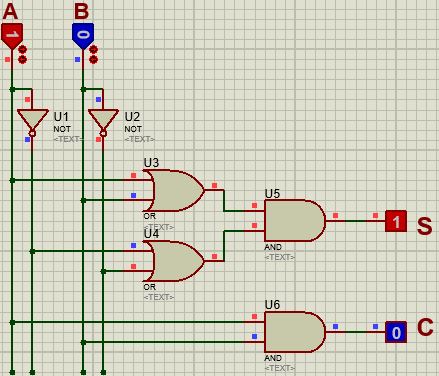 A B
1 0
U1 U2
NOT NOT
<TEXT> <TEXT>
U3
OR
<TEXT>
U4
OR
<TEXT>
U5
AND
<TEXT>
1 S
U6
AND
<TEXT>
0 C